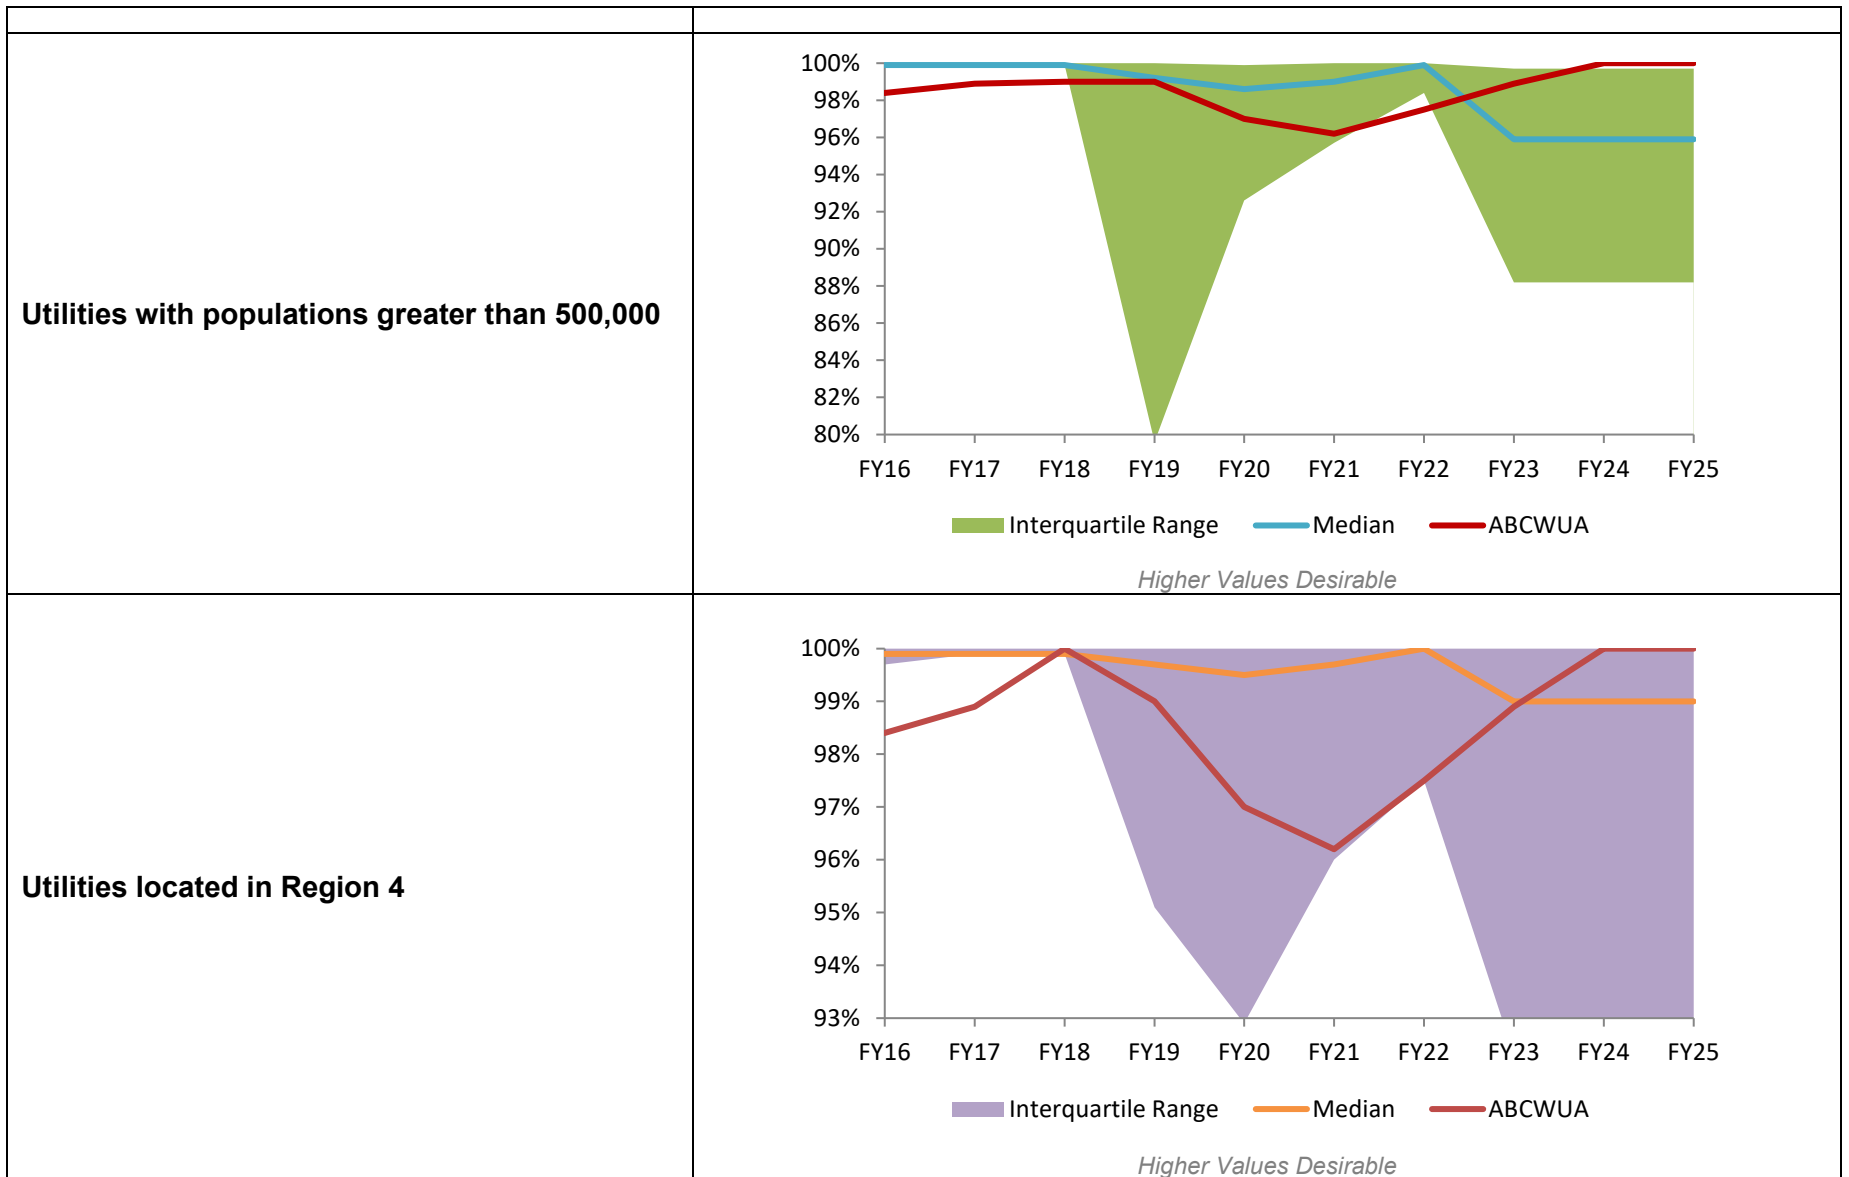 Utilities with populations greater than 500,000
100%
98%
96%
94%
92%
90%
88%
86%
84%
82%
80%
FY16 FY17 FY18 FY19 FY20 FY21 FY22 FY23 FY24 FY25
Interquartile Range Median ABCWUA
Higher Values Desirable
Utilities located in Region 4
100%
99%
98%
97%
96%
95%
94%
93%
FY16 FY17 FY18 FY19 FY20 FY21 FY22 FY23 FY24 FY25
Interquartile Range Median ABCWUA
Higher Values Desirable